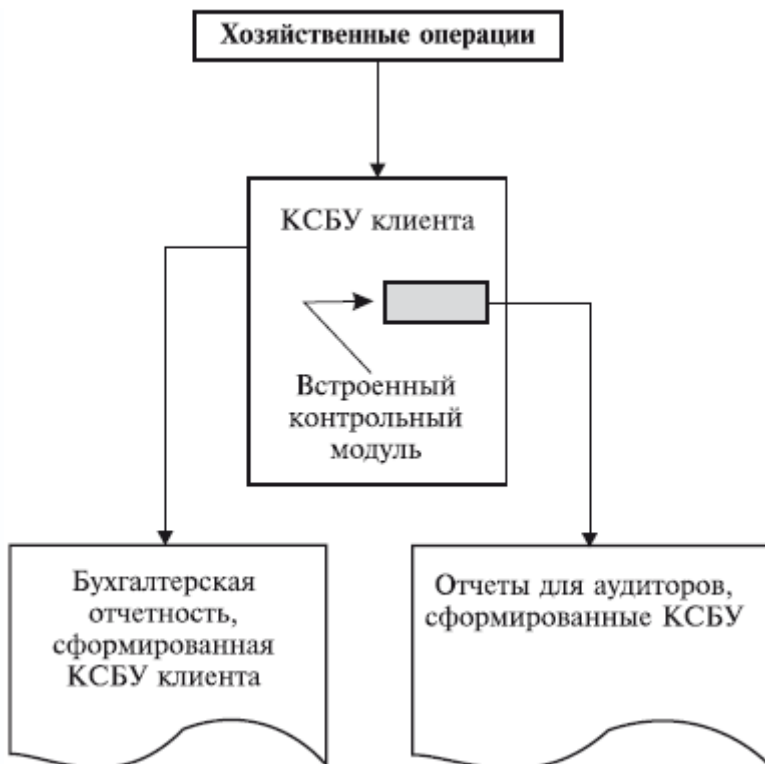 Хозяйственные операции
КСБУ клиента
Встроенный
контрольный
модуль
Бухгалтерская
отчетность,
сформированная
КСБУ клиента
Отчеты для аудиторов,
сформированные КСБУ